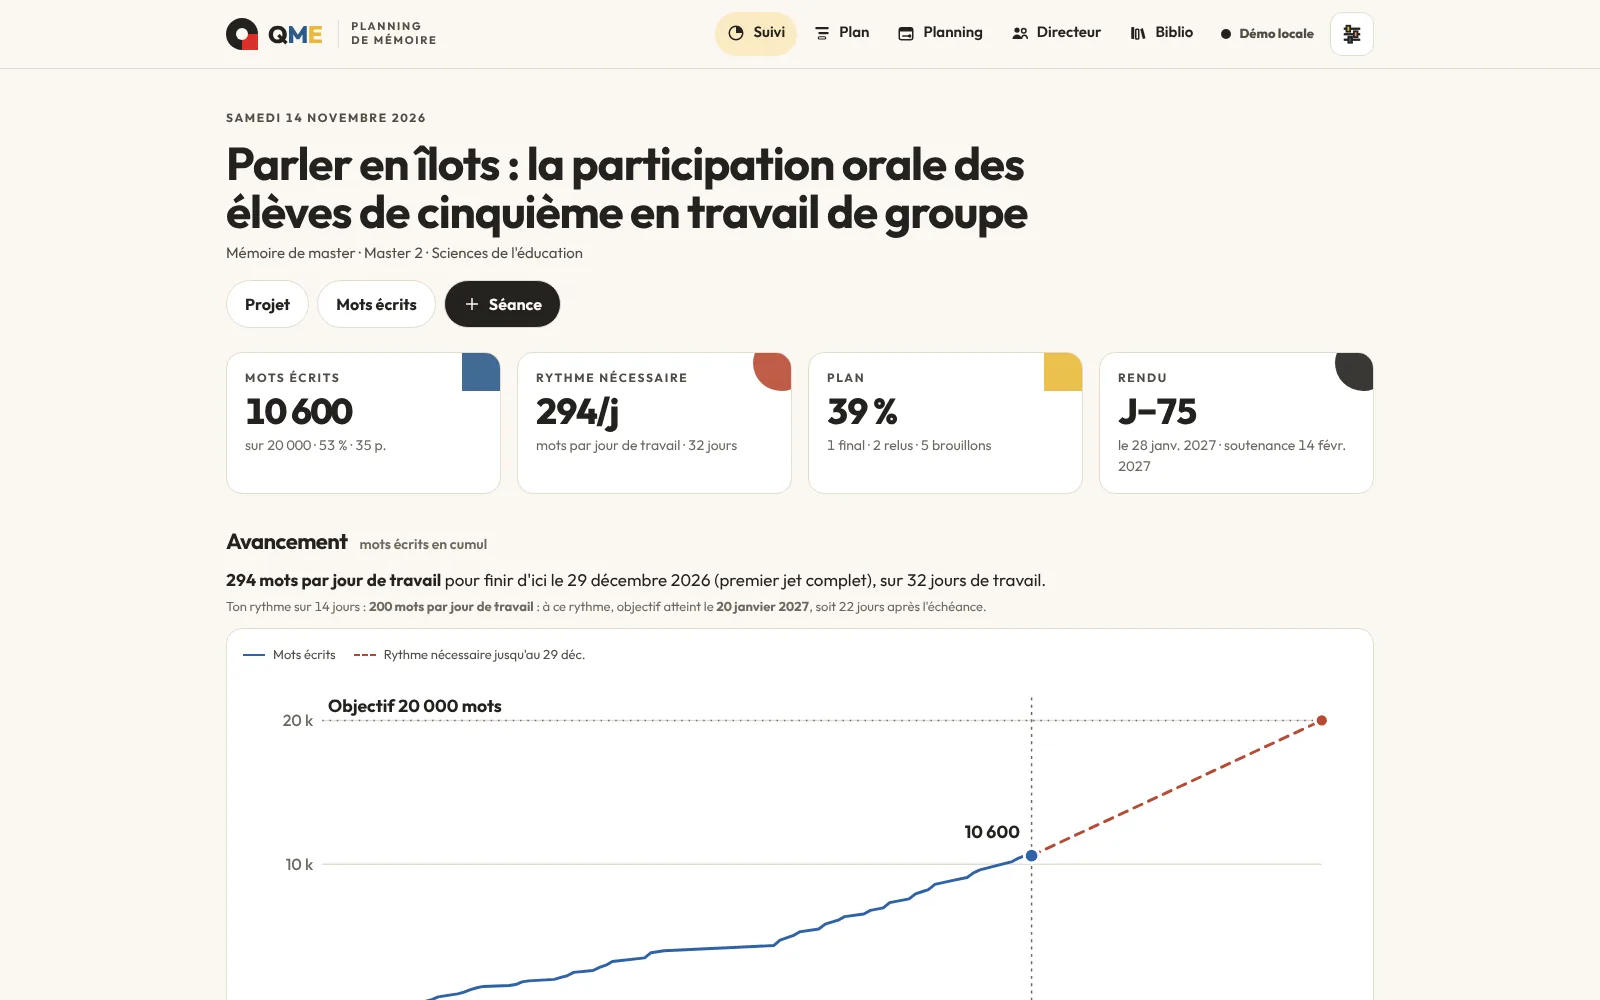 QME
PLANNING
DE MÉMOIRE
Suivi
Plan
Planning
Directeur
Biblio
Démo locale
SAMEDI 14 NOVEMBRE 2026
Parler en îlots : la participation orale des
élèves de cinquième en travail de groupe
Mémoire de master · Master 2 · Sciences de l'éducation
Projet
Mots écrits
+ Séance
MOTS ÉCRITS
10 600
sur 20 000 · 53 % · 35 p.
RYTHME NÉCESSAIRE
294/j
mots par jour de travail · 32 jours
PLAN
39 %
1 final · 2 relus · 5 brouillons
RENDU
J–75
le 28 janv. 2027 · soutenance 14 févr.
2027
Avancement mots écrits en cumul
294 mots par jour de travail pour finir d'ici le 29 décembre 2026 (premier jet complet), sur 32 jours de travail.
Ton rythme sur 14 jours : 200 mots par jour de travail : à ce rythme, objectif atteint le 20 janvier 2027, soit 22 jours après l'échéance.
Mots écrits
Rythme nécessaire jusqu'au 29 déc.
Objectif 20 000 mots
20 k
10 600
10 k